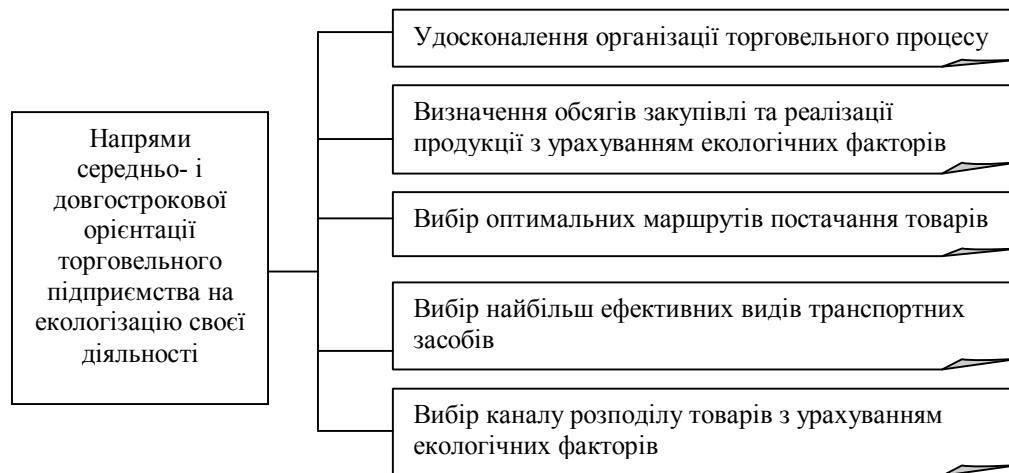 Напрями
середньо- і
довгострокової
орієнтації
торговельного
підприємства на
екологізацію своєї
діяльності
Удосконалення організації торговельного процесу
Визначення обсягів закупівлі та реалізації
продукції з урахуванням екологічних факторів
Вибір оптимальних маршрутів постачання товарів
Вибір найбільш ефективних видів транспортних
засобів
Вибір каналу розподілу товарів з урахуванням
екологічних факторів